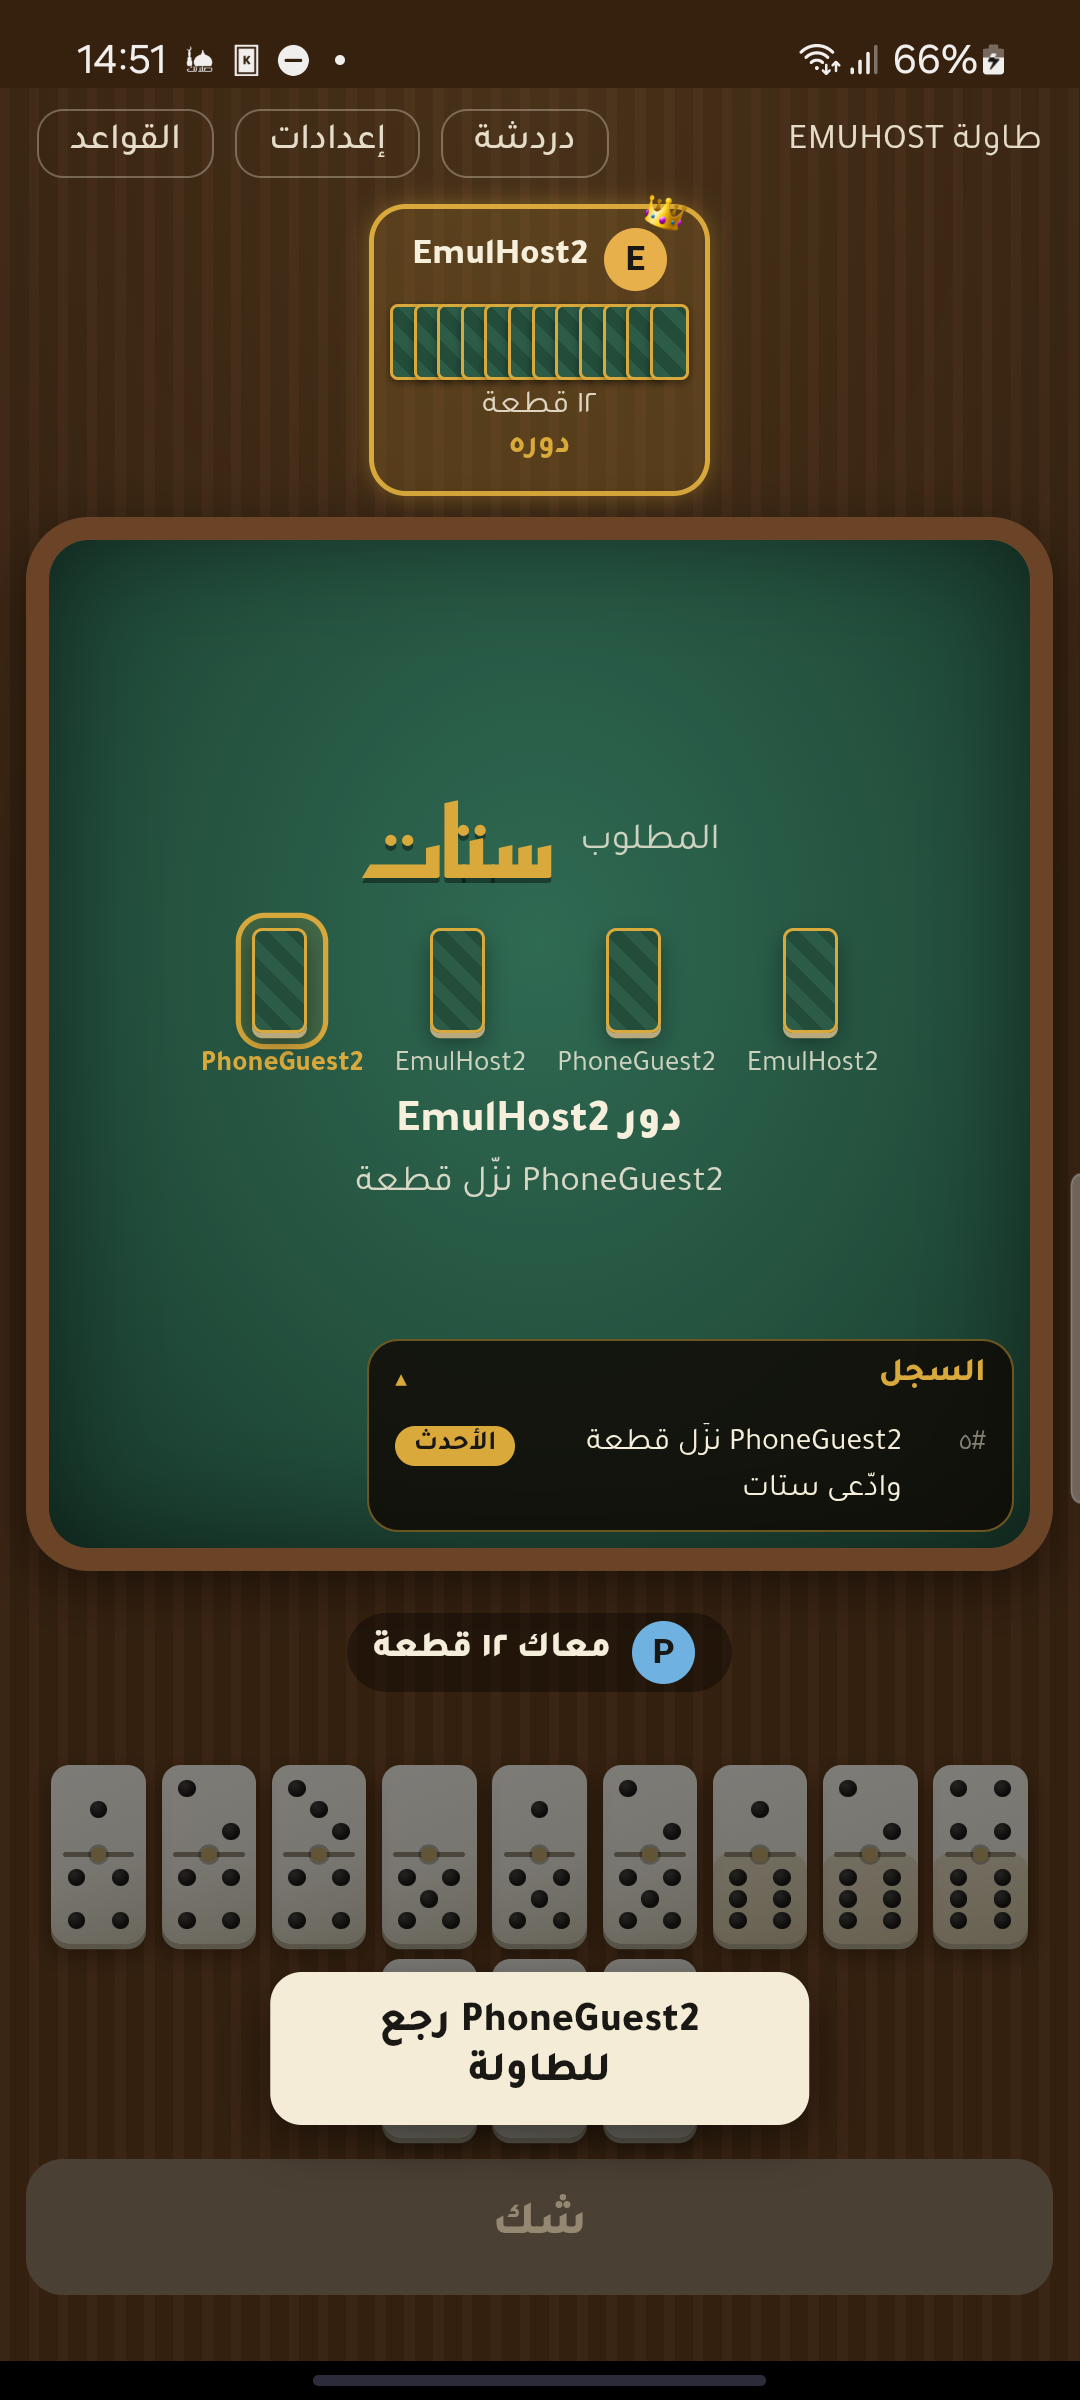 14:51
66%
طاولة EMUHOST
دردشة
إعدادات
القواعد
EmulHost2
E
١٢ قطعة
دوره
المطلوب ستات
EmulHost2
PhoneGuest2
EmulHost2
PhoneGuest2
دور EmulHost2
PhoneGuest2 نزّل قطعة
السجل
#٥
PhoneGuest2 نزّل قطعة
وادّعى ستات
الأحدث
P
معاك ١٢ قطعة
PhoneGuest2 رجع
للطاولة
شك